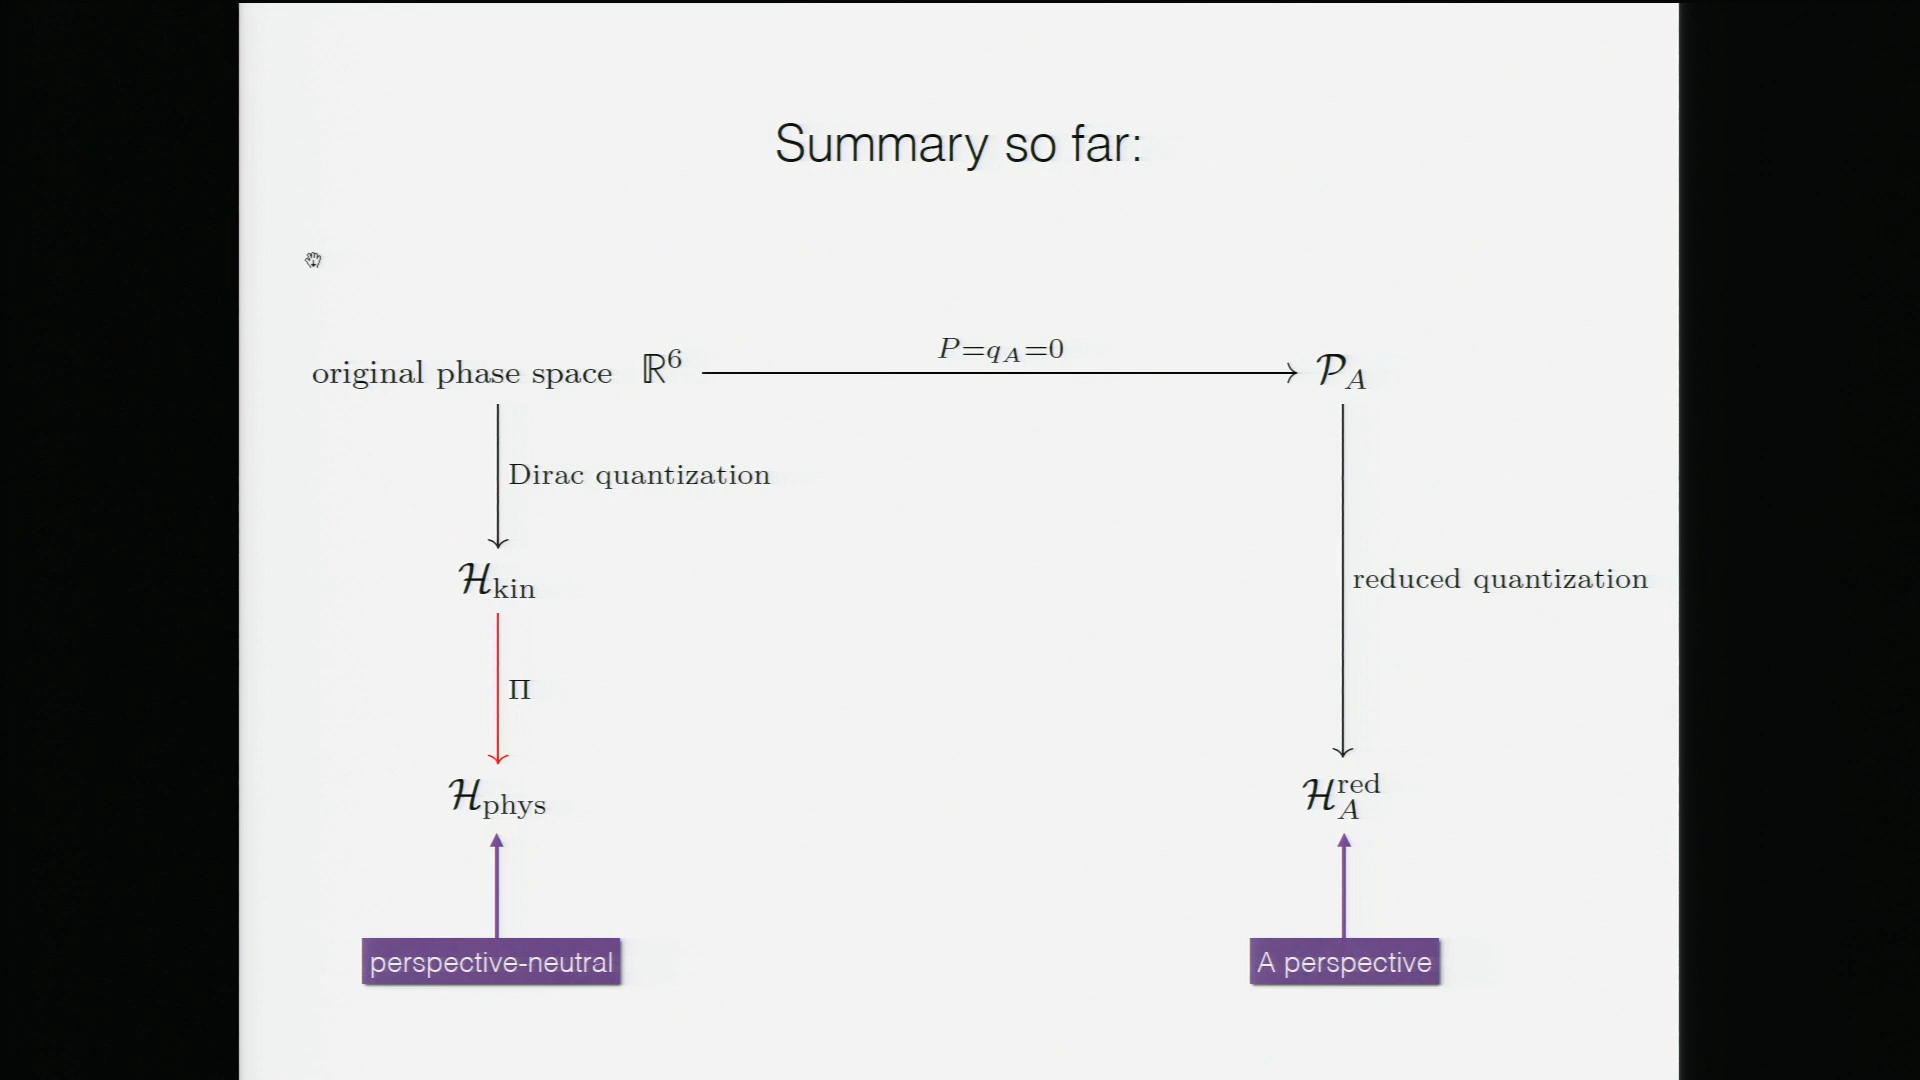 Summary so far:
original phase space ℝ⁶
P=q_A=0
𝒫_A
Dirac quantization
ℋ_kin
reduced quantization
Π
ℋ_phys
ℋ_A^red
perspective-neutral
A perspective